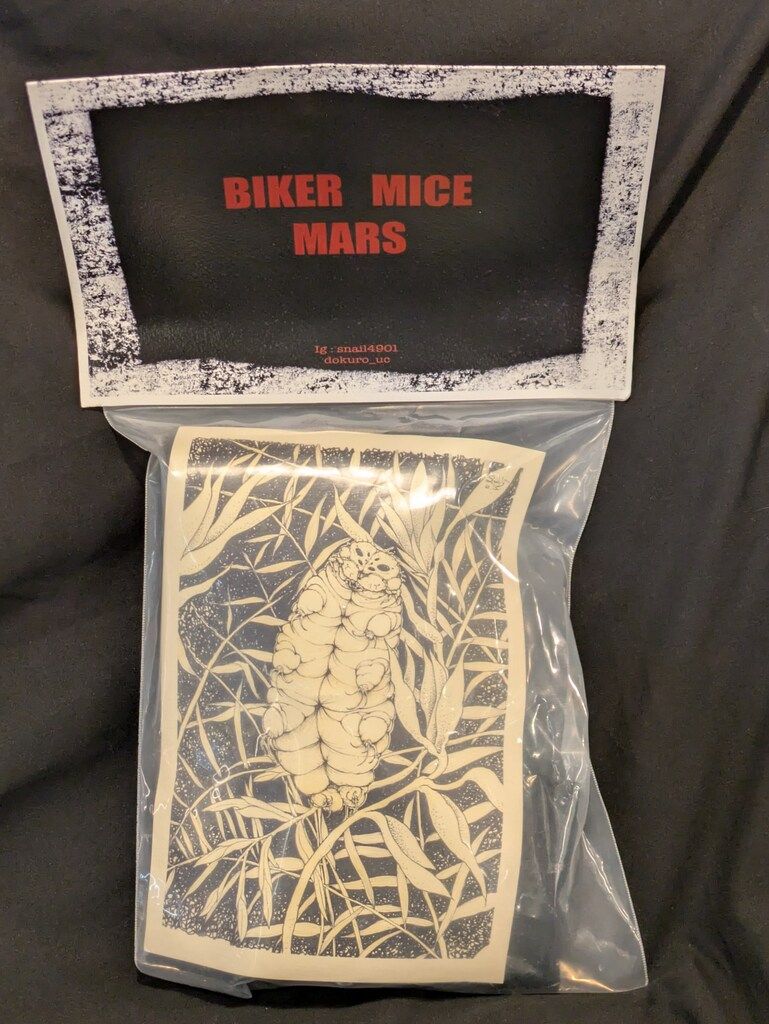 BIKER MICE
MARS
Ig : snail4901
dokuro_uc